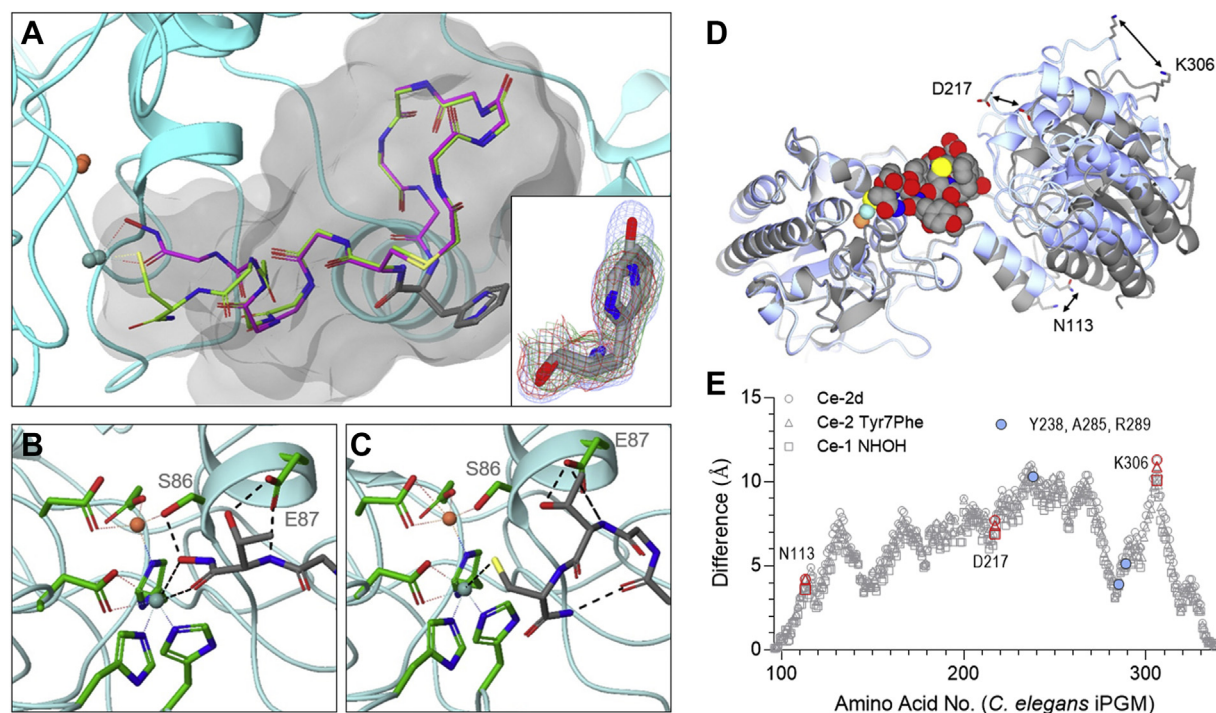 A
B
S86
E87
C
S86
E87
D
K306
D217
N113
E
15
10
5
0
Difference (Å)
Ce-2d
Ce-2 Tyr7Phe
Ce-1 NHOH
Y238, A285, R289
K306
N113
D217
100
200
300
Amino Acid No. (C. elegans iPGM)